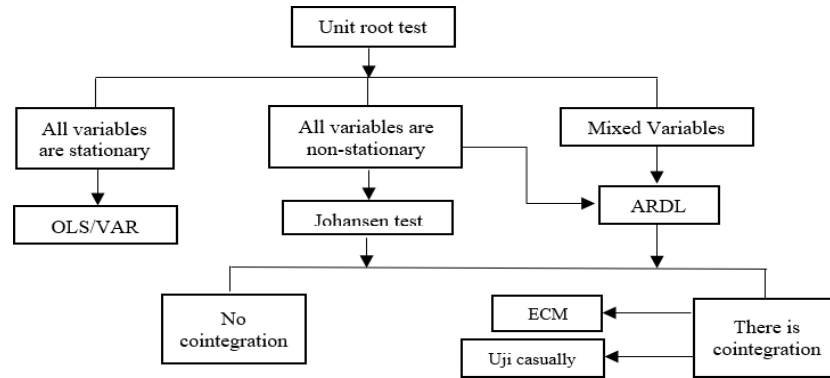 Unit root test
All variables
are stationary
All variables are
non-stationary
Mixed Variables
OLS/VAR
Johansen test
ARDL
No
cointegration
ECM
Uji casually
There is
cointegration